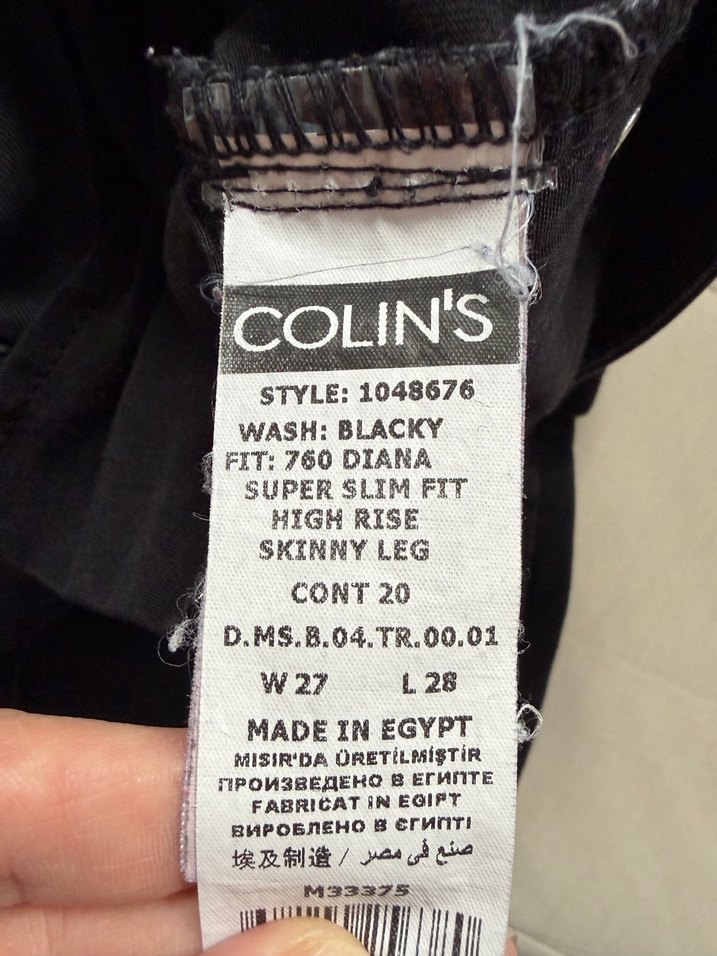 COLIN'S
STYLE: 1048676
WASH: BLACKY
FIT: 760 DIANA
SUPER SLIM FIT
HIGH RISE
SKINNY LEG
CONT 20
D.MS.B.04.TR.00.01
W 27 L 28
MADE IN EGYPT
MISIR'DA ÜRETİLMİŞTİR
ПРОИЗВЕДЕНО В ЕГИПТЕ
FABRICAT IN EGIPT
ВИРОБЛЕНО В ЄГИПТІ
埃及制造 / صنع في مصر
M33375